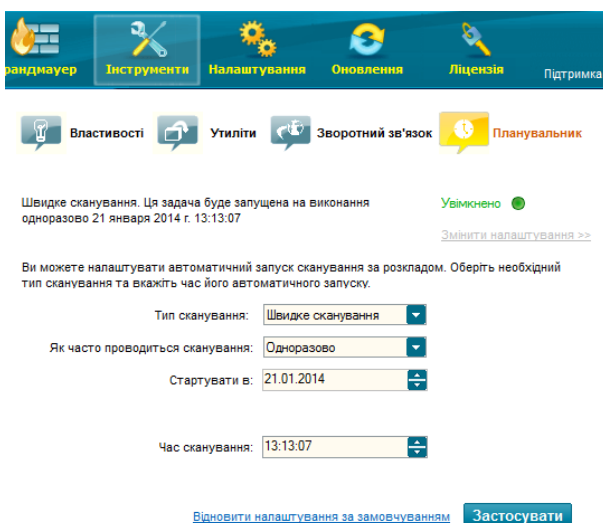 рандмауер Інструменти Налаштування Оновлення Ліцензія Підтримка
Властивості Утиліти Зворотний зв'язок Планувальник
Швидке сканування. Ця задача буде запущена на виконання
одноразово 21 января 2014 г. 13:13:07
Увімкнено
Змінити налаштування >>
Ви можете налаштувати автоматичний запуск сканування за розкладом. Оберіть необхідний
тип сканування та вкажіть час його автоматичного запуску.
Тип сканування: Швидке сканування
Як часто проводиться сканування: Одноразово
Стартувати в: 21.01.2014
Час сканування: 13:13:07
Відновити налаштування за замовчуванням Застосувати